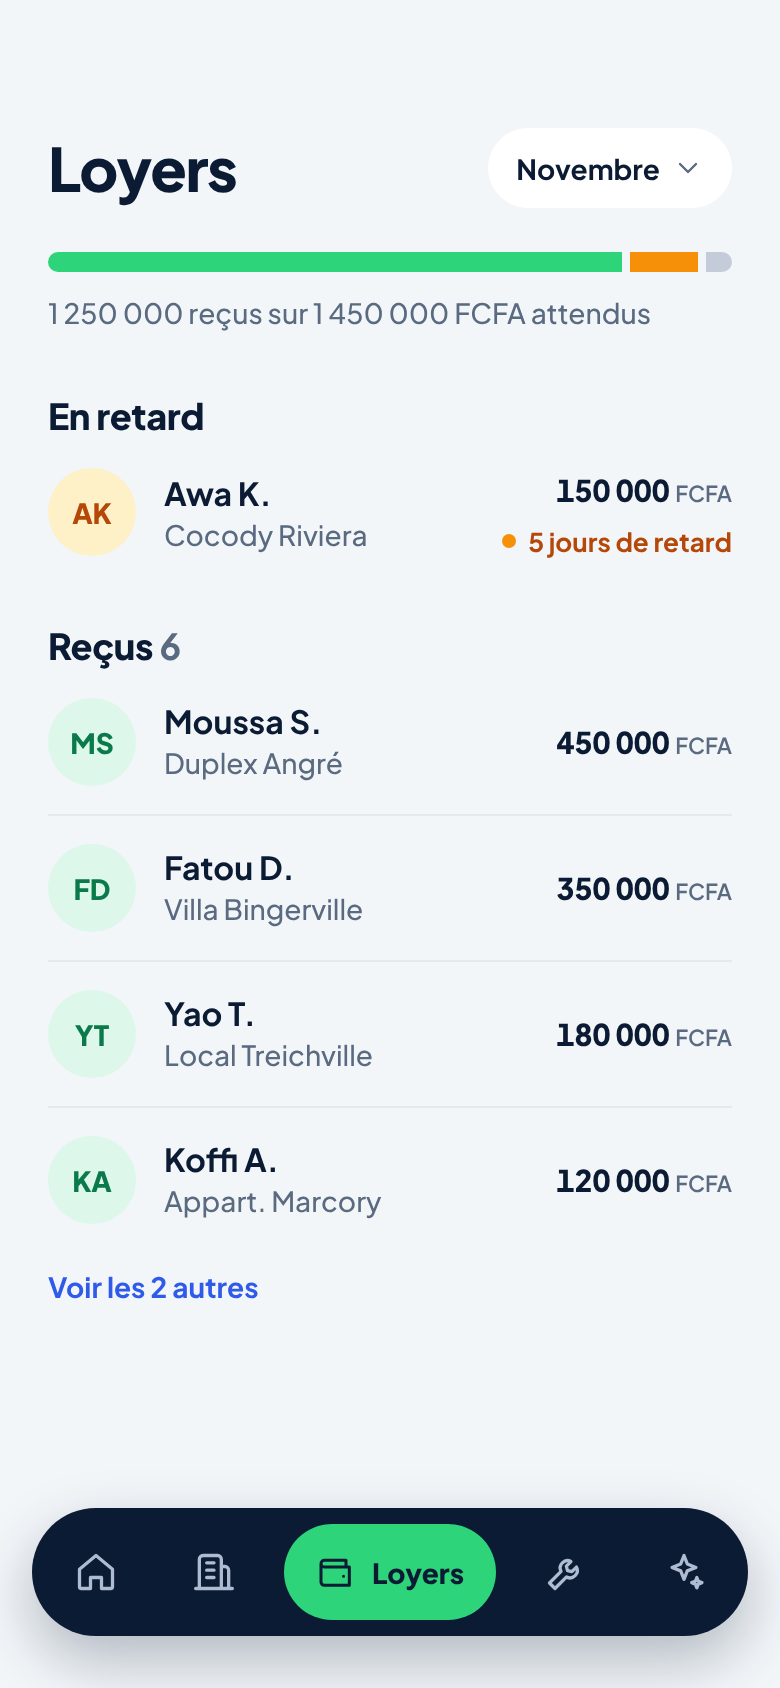 Loyers
Novembre
1 250 000 reçus sur 1 450 000 FCFA attendus
En retard
AK
Awa K.
Cocody Riviera
150 000 FCFA
5 jours de retard
Reçus 6
MS
Moussa S.
Duplex Angré
450 000 FCFA
FD
Fatou D.
Villa Bingerville
350 000 FCFA
YT
Yao T.
Local Treichville
180 000 FCFA
KA
Koffi A.
Appart. Marcory
120 000 FCFA
Voir les 2 autres
Loyers